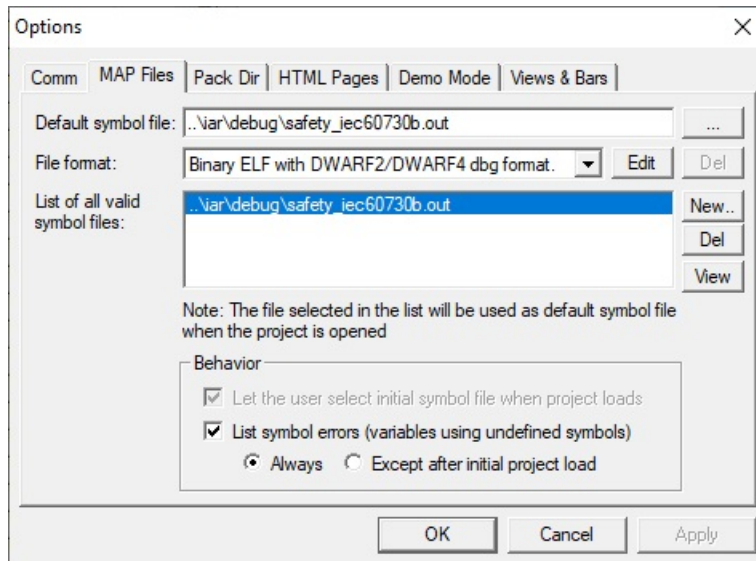 Options
Comm MAP Files Pack Dir HTML Pages Demo Mode Views & Bars
Default symbol file: ..\iar\debug\safety_iec60730b.out ...
File format: Binary ELF with DWARF2/DWARF4 dbg format. Edit Del
List of all valid
symbol files:
..\iar\debug\safety_iec60730b.out
New..
Del
View
Note: The file selected in the list will be used as default symbol file
when the project is opened
Behavior
Let the user select initial symbol file when project loads
List symbol errors (variables using undefined symbols)
Always Except after initial project load
OK Cancel Apply